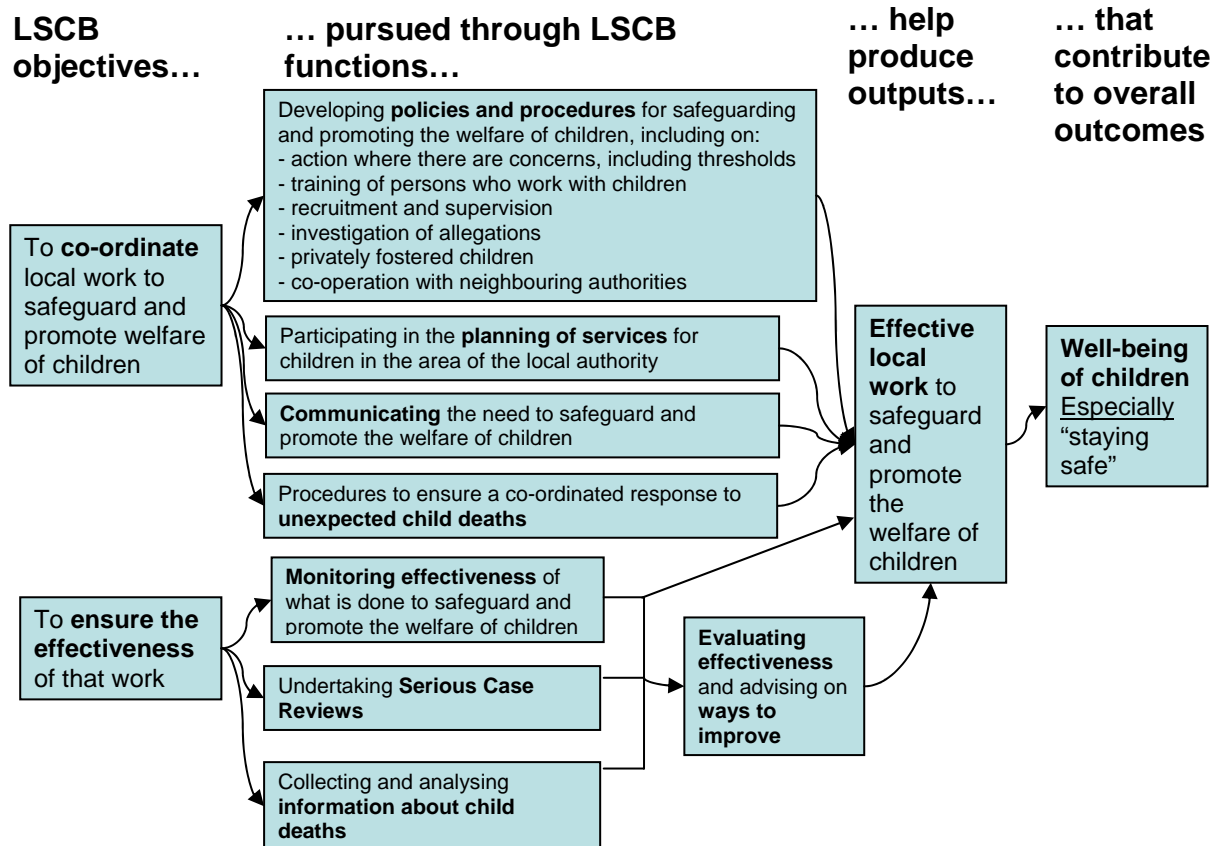 LSCB
objectives…
… pursued through LSCB
functions…
… help
produce
outputs…
… that
contribute
to overall
outcomes
To co-ordinate
local work to
safeguard and
promote welfare
of children
Developing policies and procedures for safeguarding
and promoting the welfare of children, including on:
- action where there are concerns, including thresholds
- training of persons who work with children
- recruitment and supervision
- investigation of allegations
- privately fostered children
- co-operation with neighbouring authorities
Participating in the planning of services for
children in the area of the local authority
Communicating the need to safeguard and
promote the welfare of children
Procedures to ensure a co-ordinated response to
unexpected child deaths
To ensure the
effectiveness
of that work
Monitoring effectiveness of
what is done to safeguard and
promote the welfare of children
Undertaking Serious Case
Reviews
Collecting and analysing
information about child
deaths
Evaluating
effectiveness
and advising on
ways to
improve
Effective
local
work to
safeguard
and
promote
the
welfare of
children
Well-being
of children
Especially
“staying
safe”